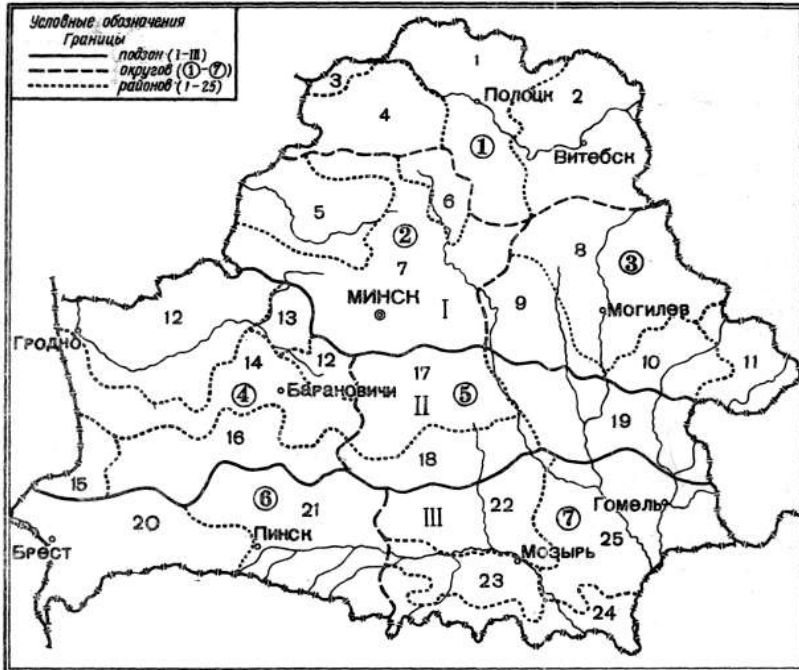 Условные обозначения
Границы
подзон (I-III)
округов (①-⑦)
районов (1-25)
1
3
2
Полоцк
4
①
Витебск
6
5
②
8
③
7
9
МИНСК
I
Могилев
12
13
10
11
Гродно
12
14
17
Барановичи
④
⑤
II
19
16
18
15
⑥
21
III
22
Гомель
20
⑦
Пинск
25
Брест
Мозырь
23
24